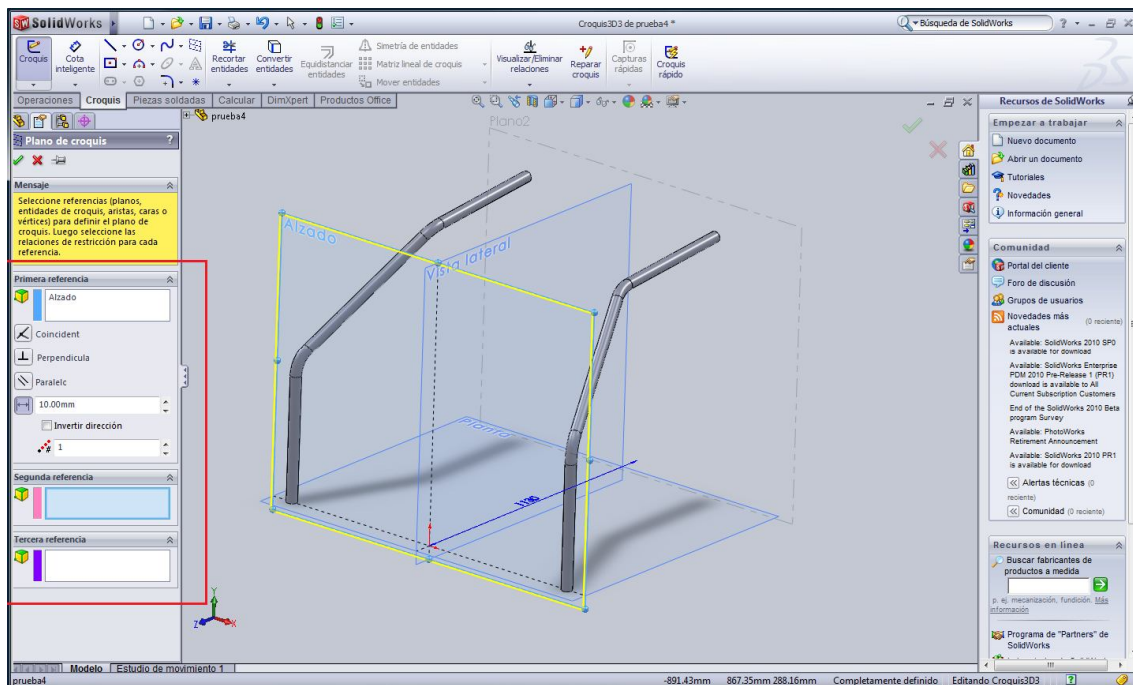 SolidWorks
Croquis3D3 de prueba4 *
Búsqueda de SolidWorks
Croquis
Cota
inteligente
Recortar
entidades
Convertir
entidades
Equidistanciar
entidades
Simetría de entidades
Matriz lineal de croquis
Mover entidades
Visualizar/Eliminar
relaciones
Reparar
croquis
Capturas
rápidas
Croquis
rápido
Operaciones
Croquis
Piezas soldadas
Calcular
DimXpert
Productos Office
prueba4
Plano de croquis
?
Mensaje
Seleccione referencias (planos,
entidades de croquis, aristas, caras o
vértices) para definir el plano de
croquis. Luego seleccione las
relaciones de restricción para cada
referencia.
Primera referencia
Alzado
Coincident
Perpendicula
Paralelc
10.00mm
Invertir dirección
1
Segunda referencia
Tercera referencia
Plano2
Alzado
Vista lateral
Planta
1130
Y
Z
X
Recursos de SolidWorks
Empezar a trabajar
Nuevo documento
Abrir un documento
Tutoriales
Novedades
Información general
Comunidad
Portal del cliente
Foro de discusión
Grupos de usuarios
Novedades más
actuales
(0 reciente)
Available: SolidWorks 2010 SP0
is available for download
Available: SolidWorks Enterprise
PDM 2010 Pre-Release 1 (PR1)
download is available to All
Current Subscription Customers
End of the SolidWorks 2010 Beta
program Survey
Available: PhotoWorks
Retirement Announcement
Available: SolidWorks 2010 PR1
is available for download
Alertas técnicas (0
reciente)
Comunidad (0 reciente)
Recursos en línea
Buscar fabricantes de
productos a medida
p. ej. mecanización, fundición. Más
información
Programa de "Partners" de
SolidWorks
Modelo
Estudio de movimiento 1
prueba4
-891.43mm
867.35mm 288.16mm
Completamente definido
Editando Croquis3D3